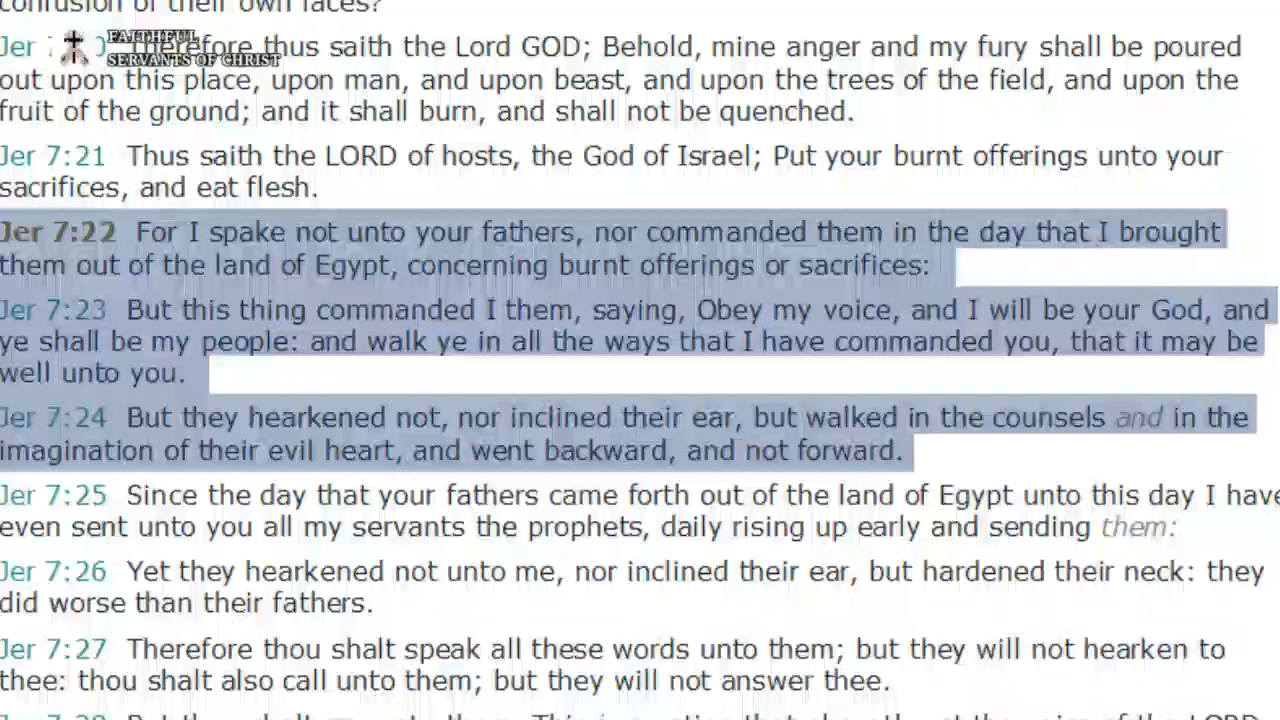 confusion of their own faces?
FAITHFUL
SERVANTS OF CHRIST
Jer Therefore thus saith the Lord GOD; Behold, mine anger and my fury shall be poured
out upon this place, upon man, and upon beast, and upon the trees of the field, and upon the
fruit of the ground; and it shall burn, and shall not be quenched.
Jer 7:21 Thus saith the LORD of hosts, the God of Israel; Put your burnt offerings unto your
sacrifices, and eat flesh.
Jer 7:22 For I spake not unto your fathers, nor commanded them in the day that I brought
them out of the land of Egypt, concerning burnt offerings or sacrifices:
Jer 7:23 But this thing commanded I them, saying, Obey my voice, and I will be your God, and
ye shall be my people: and walk ye in all the ways that I have commanded you, that it may be
well unto you.
Jer 7:24 But they hearkened not, nor inclined their ear, but walked in the counsels and in the
imagination of their evil heart, and went backward, and not forward.
Jer 7:25 Since the day that your fathers came forth out of the land of Egypt unto this day I have
even sent unto you all my servants the prophets, daily rising up early and sending them:
Jer 7:26 Yet they hearkened not unto me, nor inclined their ear, but hardened their neck: they
did worse than their fathers.
Jer 7:27 Therefore thou shalt speak all these words unto them; but they will not hearken to
thee: thou shalt also call unto them; but they will not answer thee.